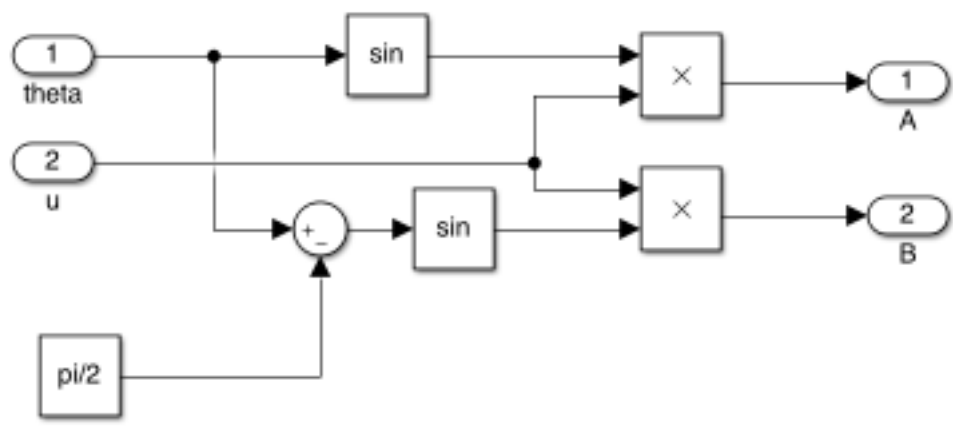 1
theta
sin
×
1
A
2
u
+
−
sin
×
2
B
pi/2